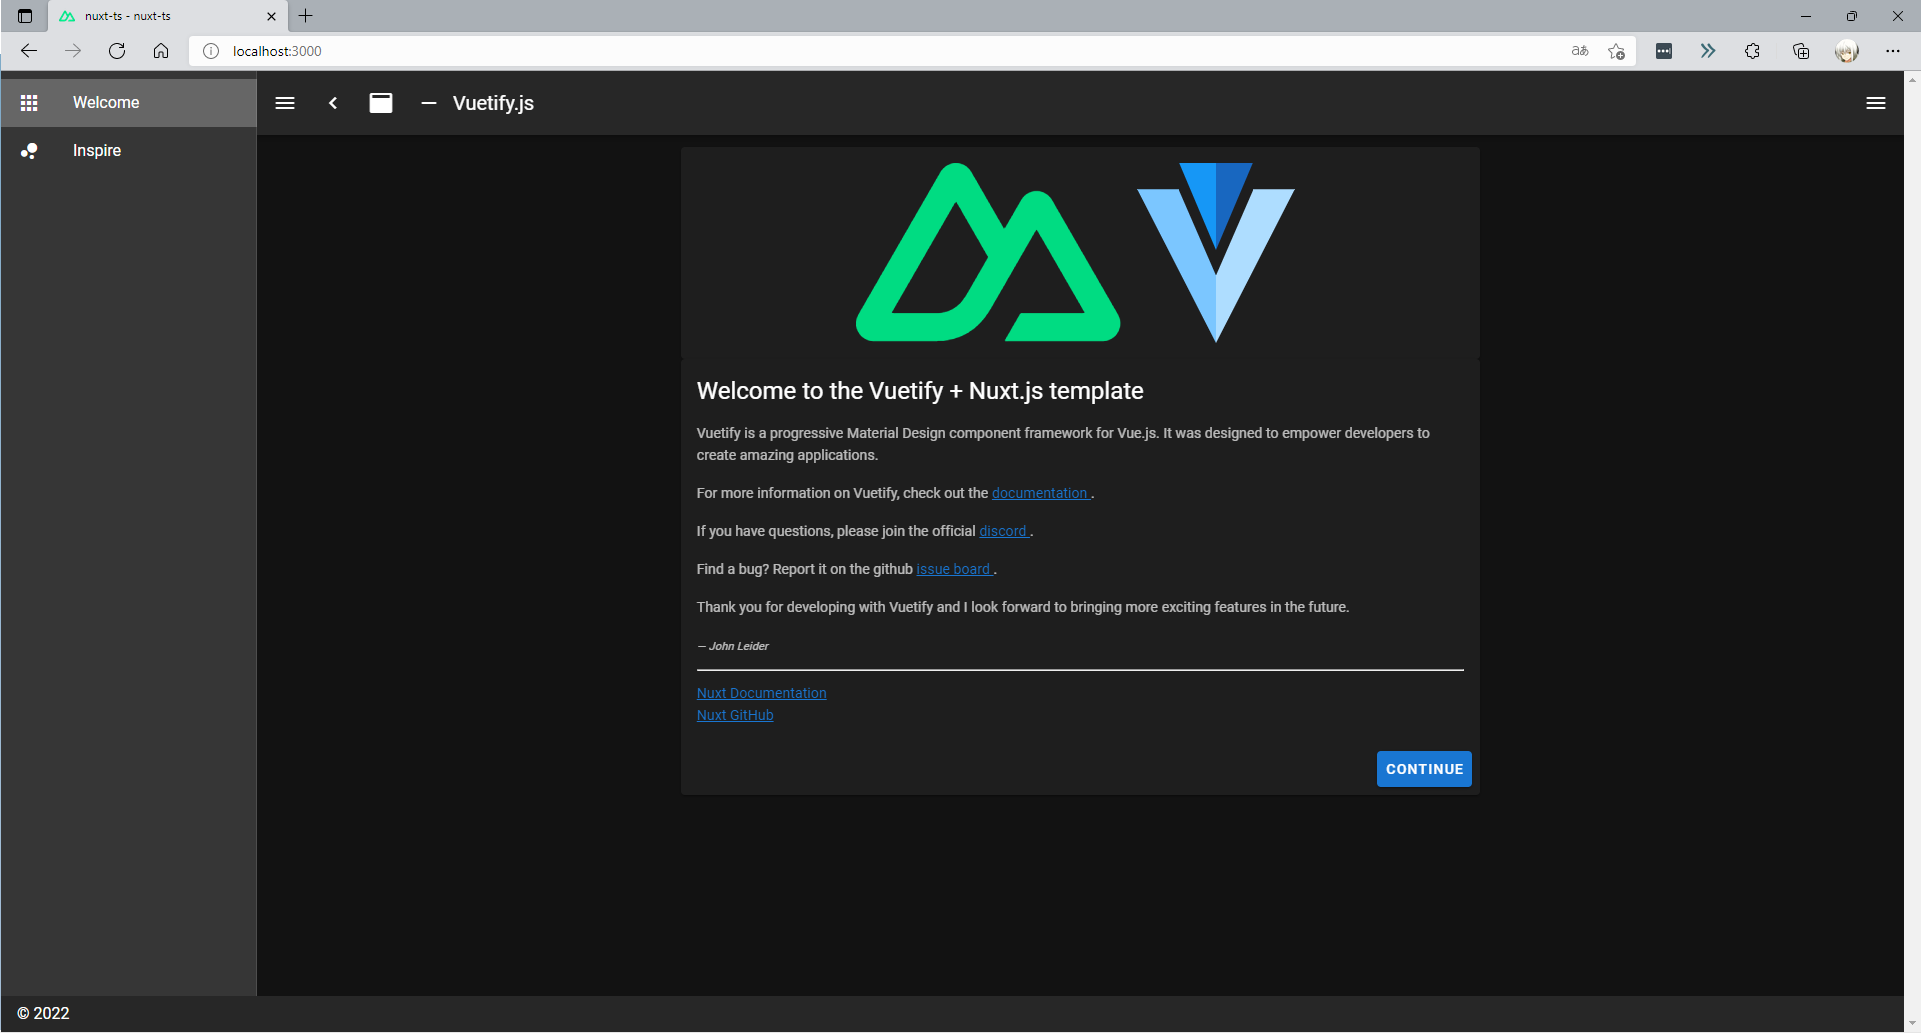 nuxt-ts - nuxt-ts
localhost:3000
aあ
Welcome
Vuetify.js
Inspire
Welcome to the Vuetify + Nuxt.js template
Vuetify is a progressive Material Design component framework for Vue.js. It was designed to empower developers to
create amazing applications.
For more information on Vuetify, check out the documentation .
If you have questions, please join the official discord .
Find a bug? Report it on the github issue board .
Thank you for developing with Vuetify and I look forward to bringing more exciting features in the future.
— John Leider
Nuxt Documentation
Nuxt GitHub
CONTINUE
© 2022